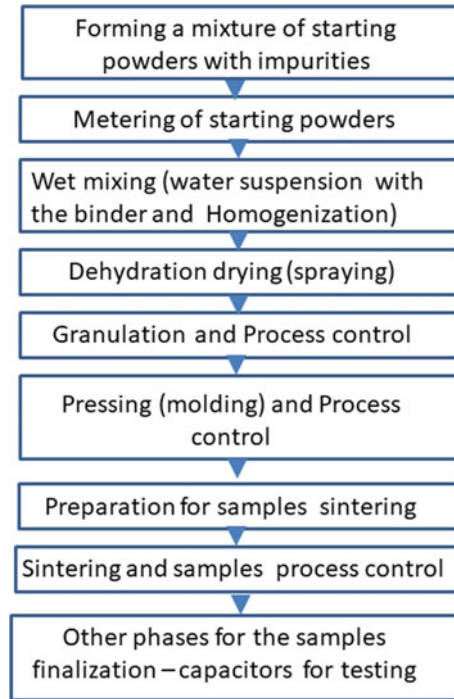 Forming a mixture of starting
powders with impurities
Metering of starting powders
Wet mixing (water suspension with
the binder and Homogenization)
Dehydration drying (spraying)
Granulation and Process control
Pressing (molding) and Process
control
Preparation for samples sintering
Sintering and samples process control
Other phases for the samples
finalization – capacitors for testing